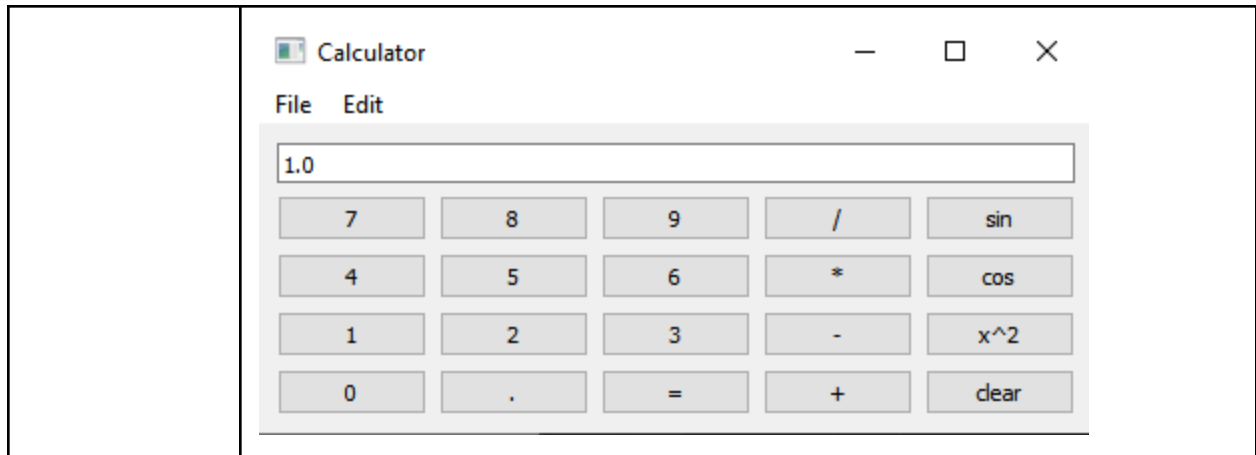 Calculator
File Edit
1.0
7 8 9 / sin
4 5 6 * cos
1 2 3 - x^2
0 . = + clear